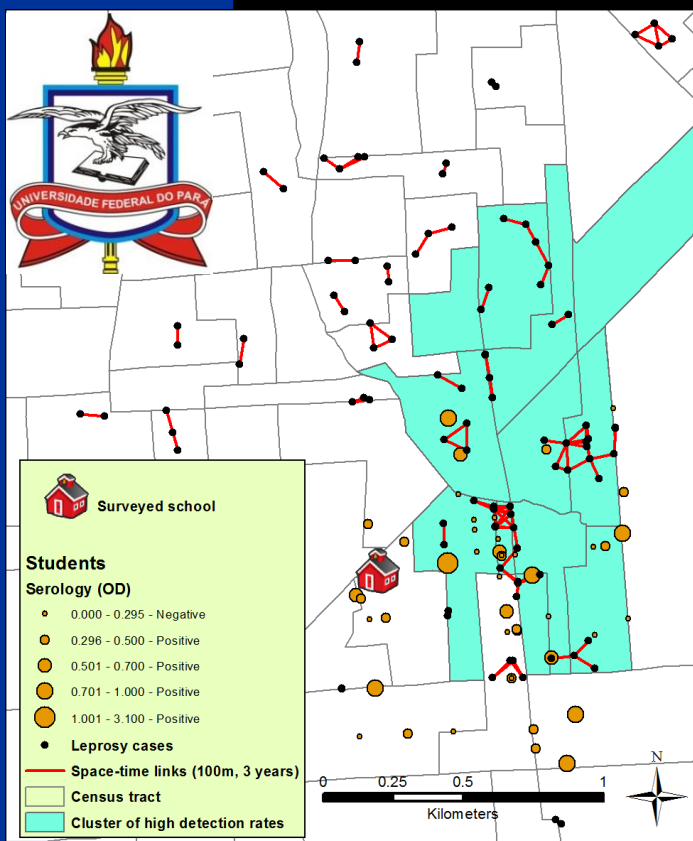 UNIVERSIDADE FEDERAL DO PARÁ
Surveyed school
Students
Serology (OD)
0.000 - 0.295 - Negative
0.296 - 0.500 - Positive
0.501 - 0.700 - Positive
0.701 - 1.000 - Positive
1.001 - 3.100 - Positive
Leprosy cases
Space-time links (100m, 3 years)
Census tract
Cluster of high detection rates
0 0.25 0.5 1
Kilometers
N